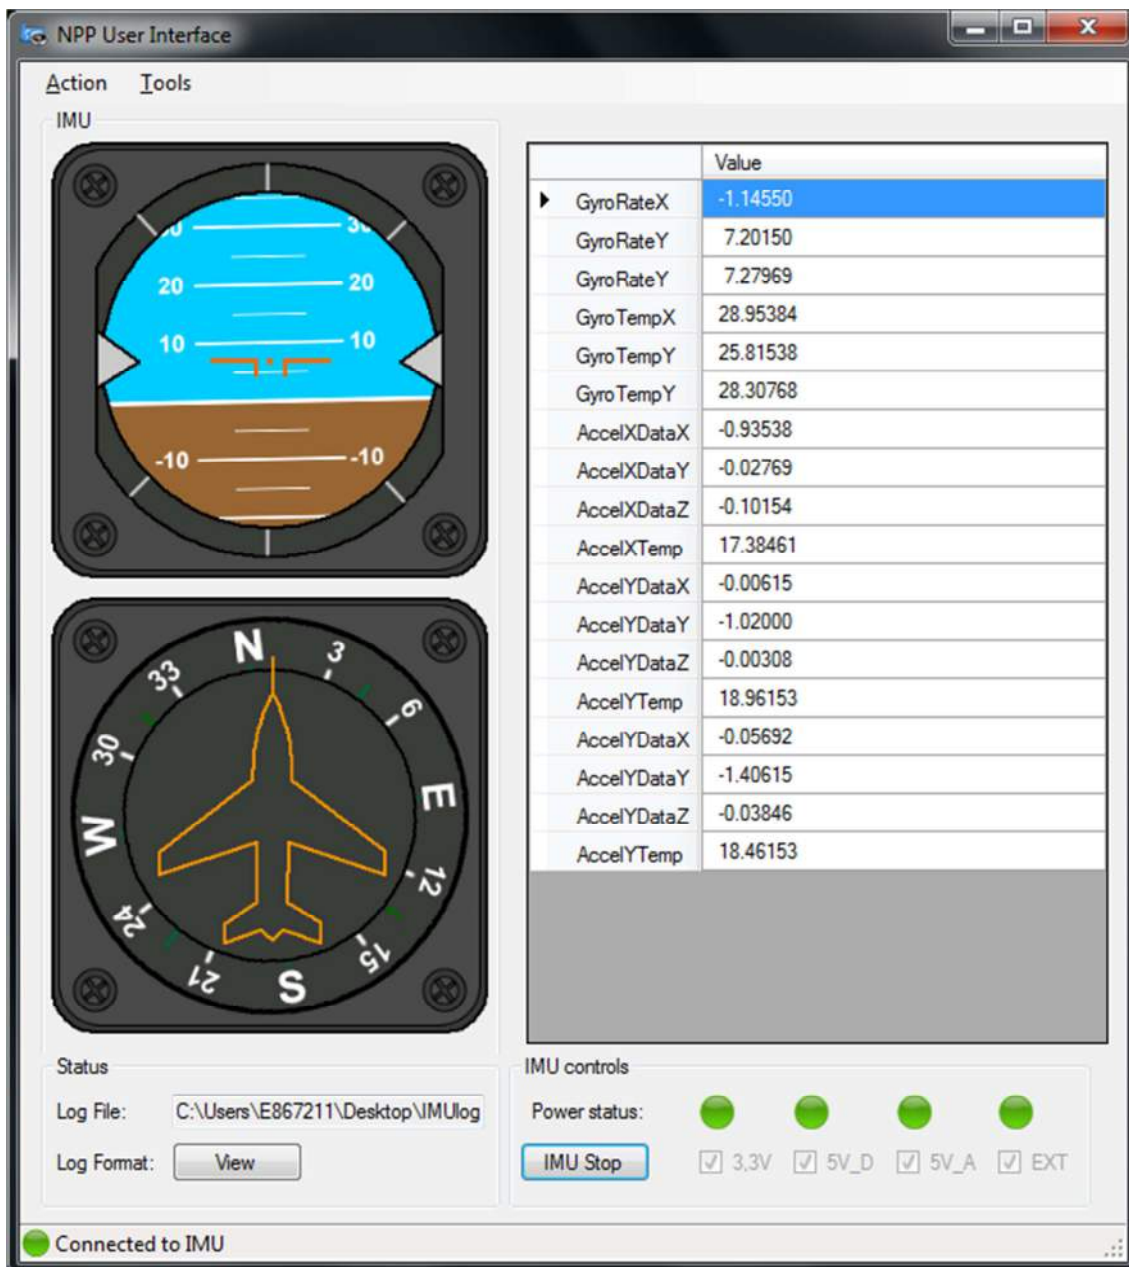 NPP User Interface
Action Tools
IMU
30 30
20 20
10 10
-10 -10
N
3
6
E
12
15
S
21
24
W
30
33
Value
GyroRateX -1.14550
GyroRateY 7.20150
GyroRateY 7.27969
GyroTempX 28.95384
GyroTempY 25.81538
GyroTempY 28.30768
AccelXDataX -0.93538
AccelXDataY -0.02769
AccelXDataZ -0.10154
AccelXTemp 17.38461
AccelYDataX -0.00615
AccelYDataY -1.02000
AccelYDataZ -0.00308
AccelYTemp 18.96153
AccelYDataX -0.05692
AccelYDataY -1.40615
AccelYDataZ -0.03846
AccelYTemp 18.46153
Status
Log File: C:\Users\E867211\Desktop\IMUlog
Log Format: View
IMU controls
Power status:
IMU Stop 3,3V 5V_D 5V_A EXT
Connected to IMU